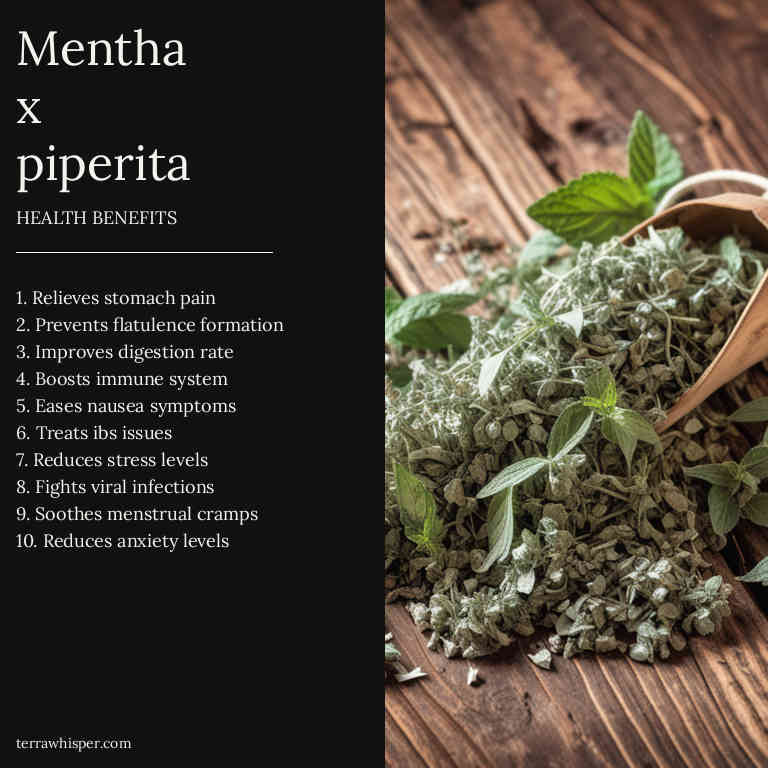 Mentha
x
piperita
HEALTH BENEFITS
1. Relieves stomach pain
2. Prevents flatulence formation
3. Improves digestion rate
4. Boosts immune system
5. Eases nausea symptoms
6. Treats ibs issues
7. Reduces stress levels
8. Fights viral infections
9. Soothes menstrual cramps
10. Reduces anxiety levels
terrawhisper.com